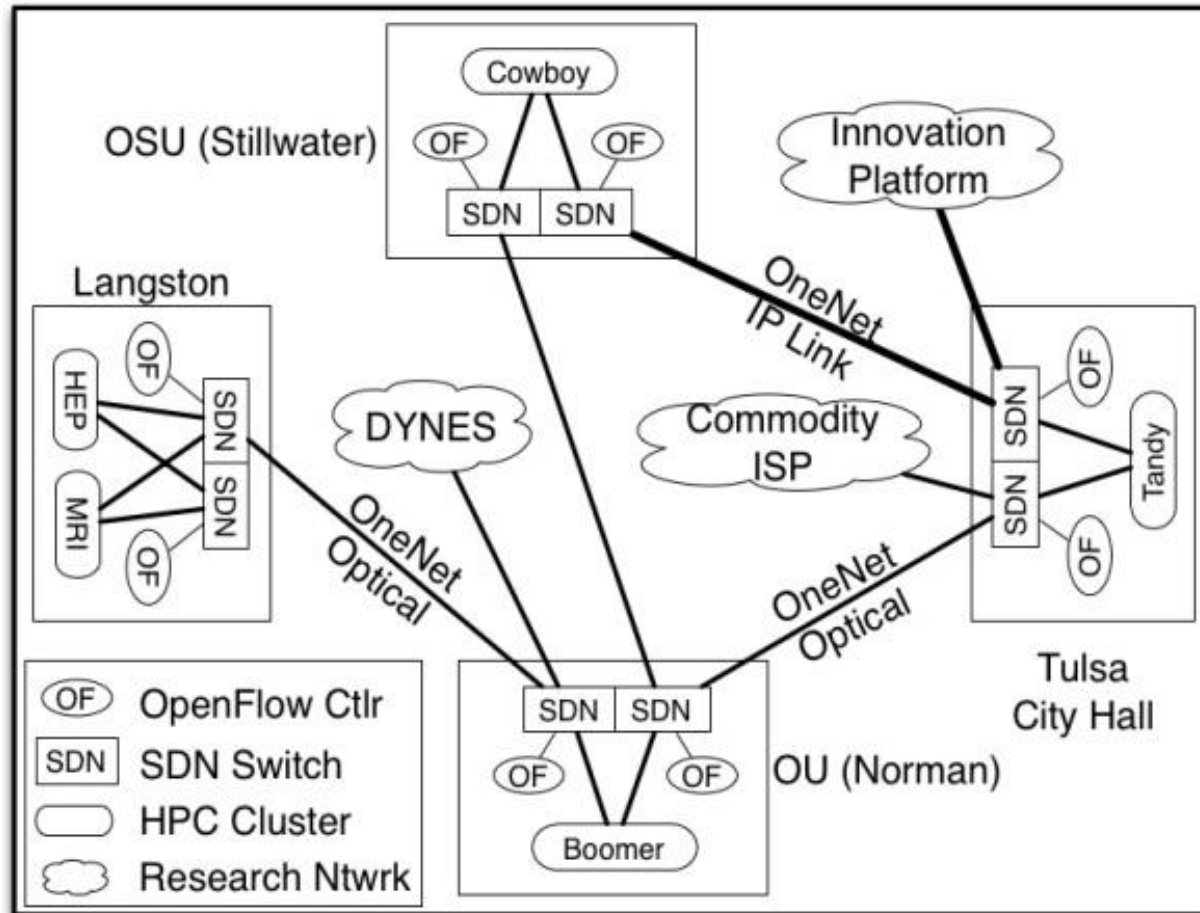 Cowboy
OSU (Stillwater)
OF
OF
SDN
SDN
Innovation
Platform
OneNet
IP Link
Langston
HEP
MRI
OF
OF
SDN
SDN
DYNES
Commodity
ISP
SDN
SDN
OF
OF
Tandy
Tulsa
City Hall
OneNet
Optical
OneNet
Optical
SDN
SDN
OF
OF
Boomer
OU (Norman)
OF
OpenFlow Ctlr
SDN
SDN Switch
HPC Cluster
Research Ntwrk